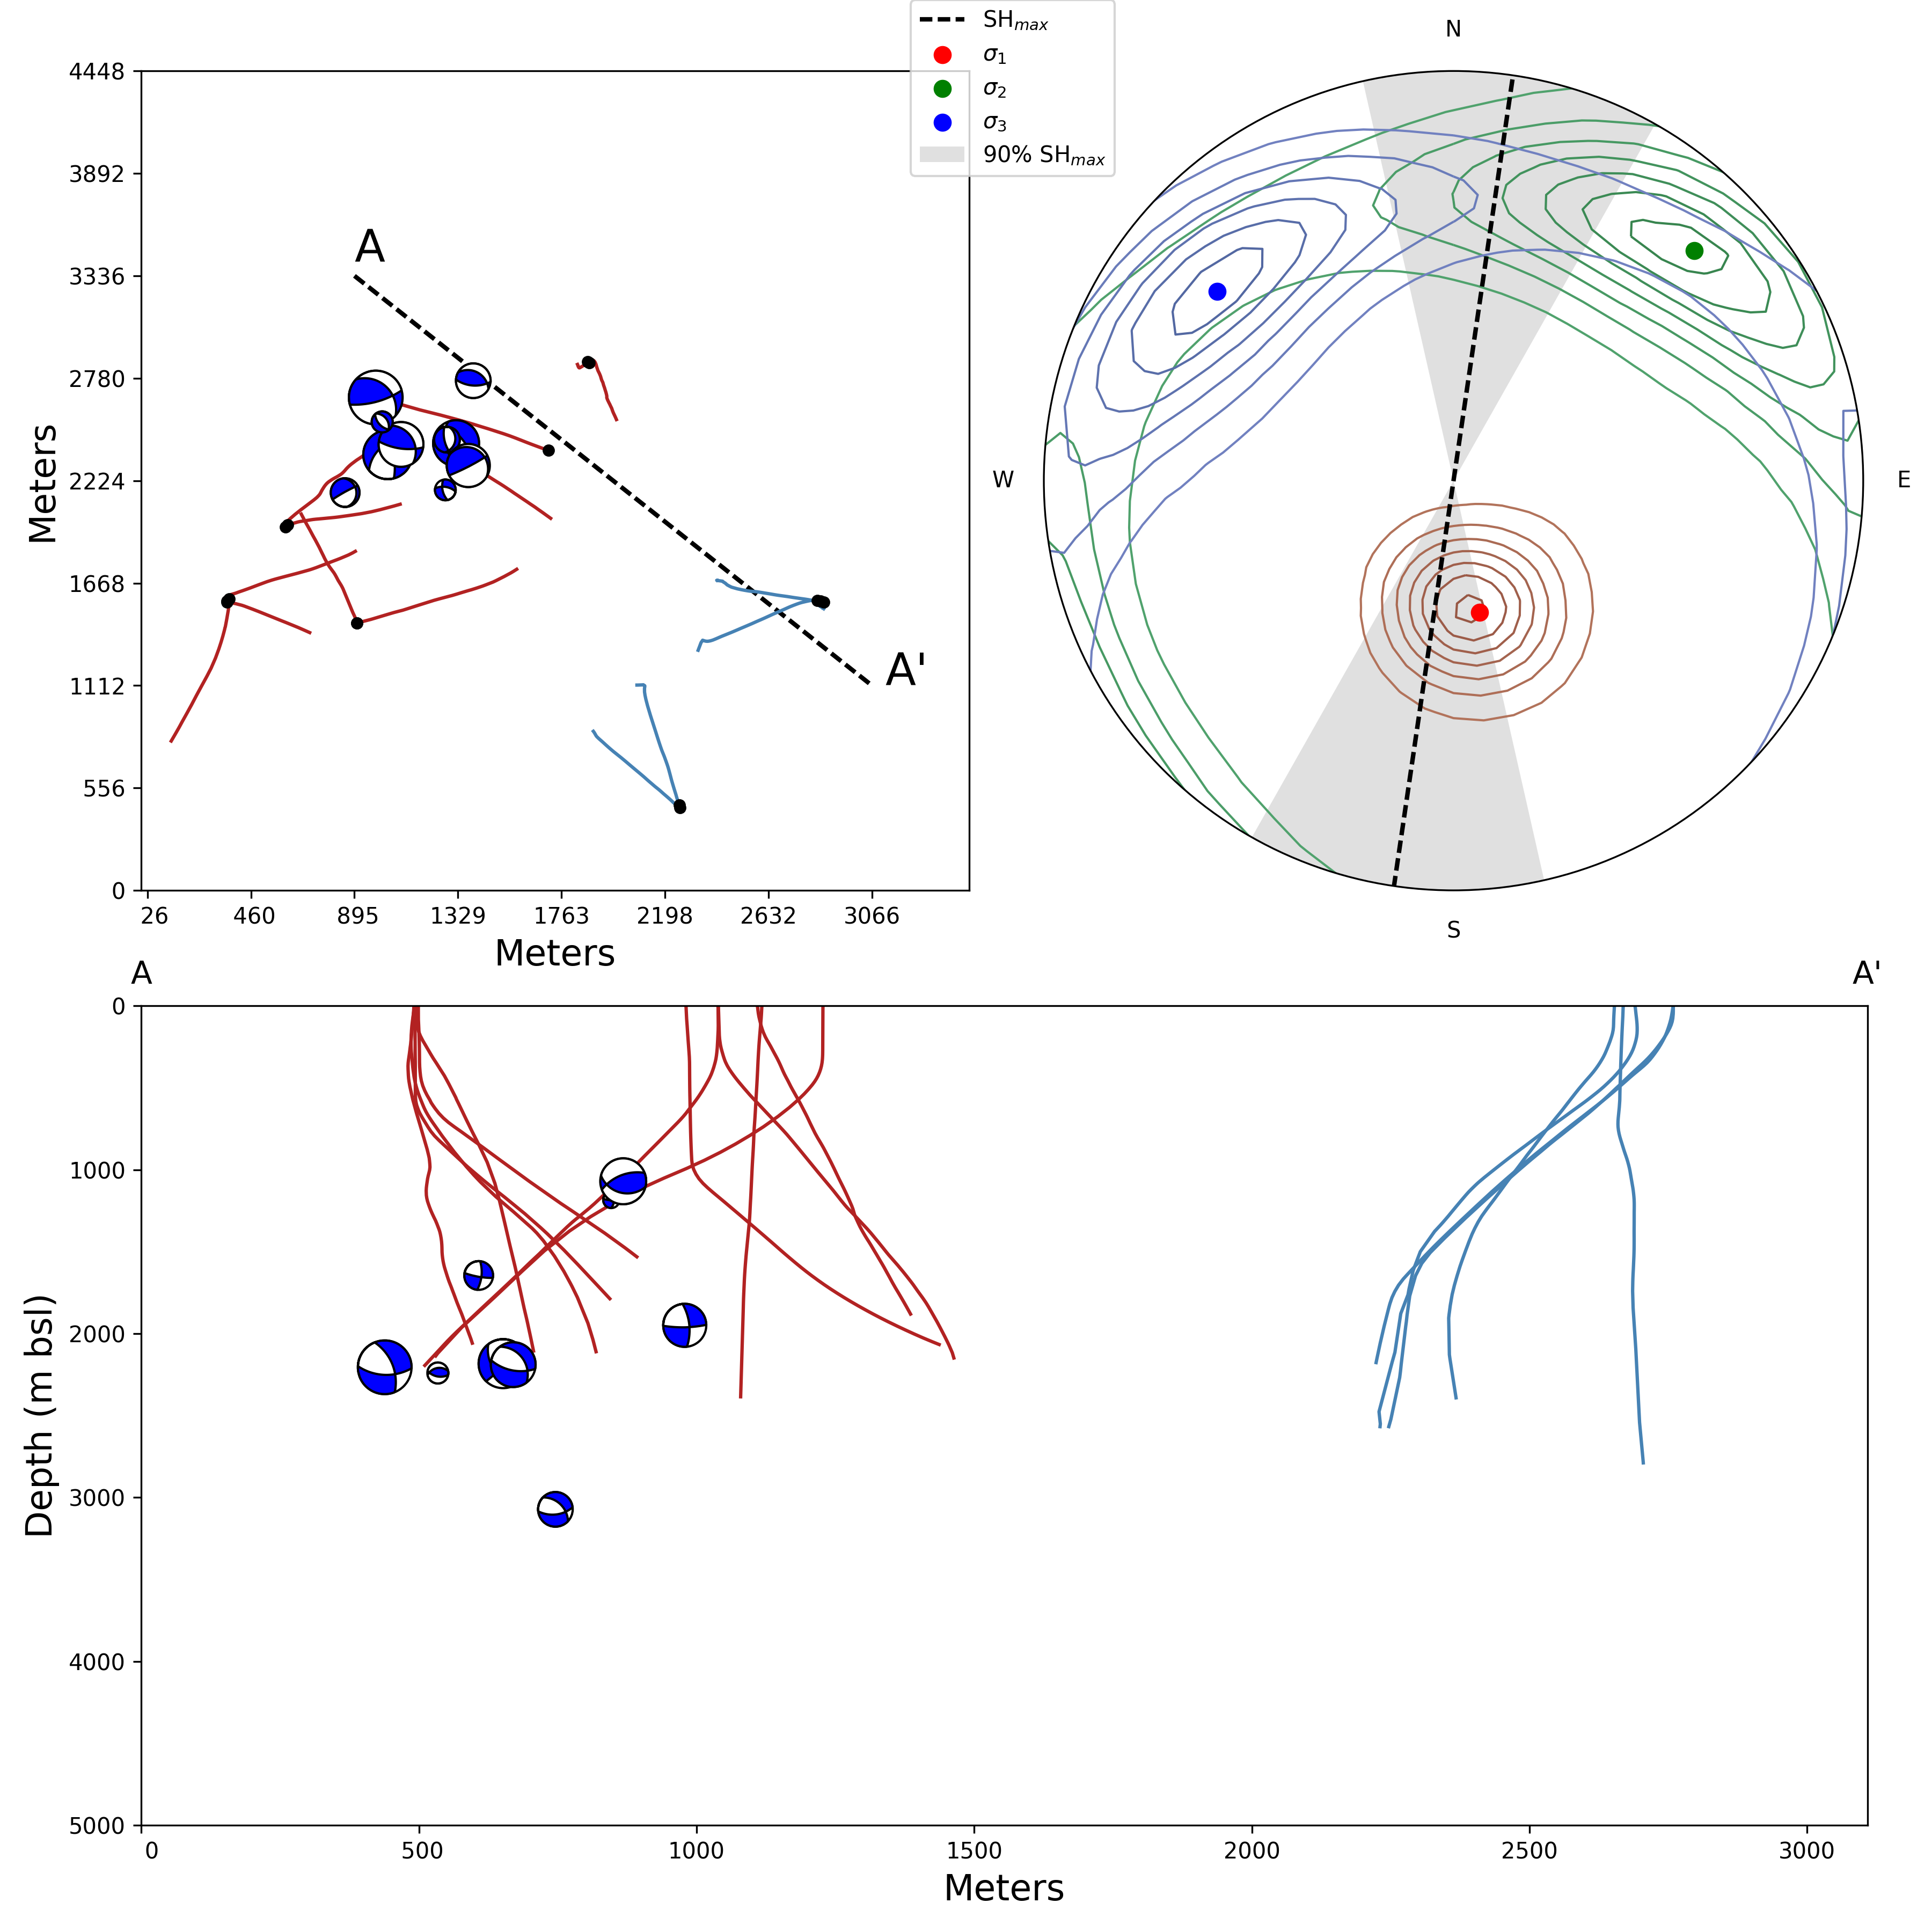 SHmax
σ1
σ2
σ3
90% SHmax
4448
3892
3336
2780
2224
1668
1112
556
0
Meters
A
A'
26 460 895 1329 1763 2198 2632 3066
Meters
N
W E
S
A A'
0
1000
2000
3000
4000
5000
Depth (m bsl)
0 500 1000 1500 2000 2500 3000
Meters